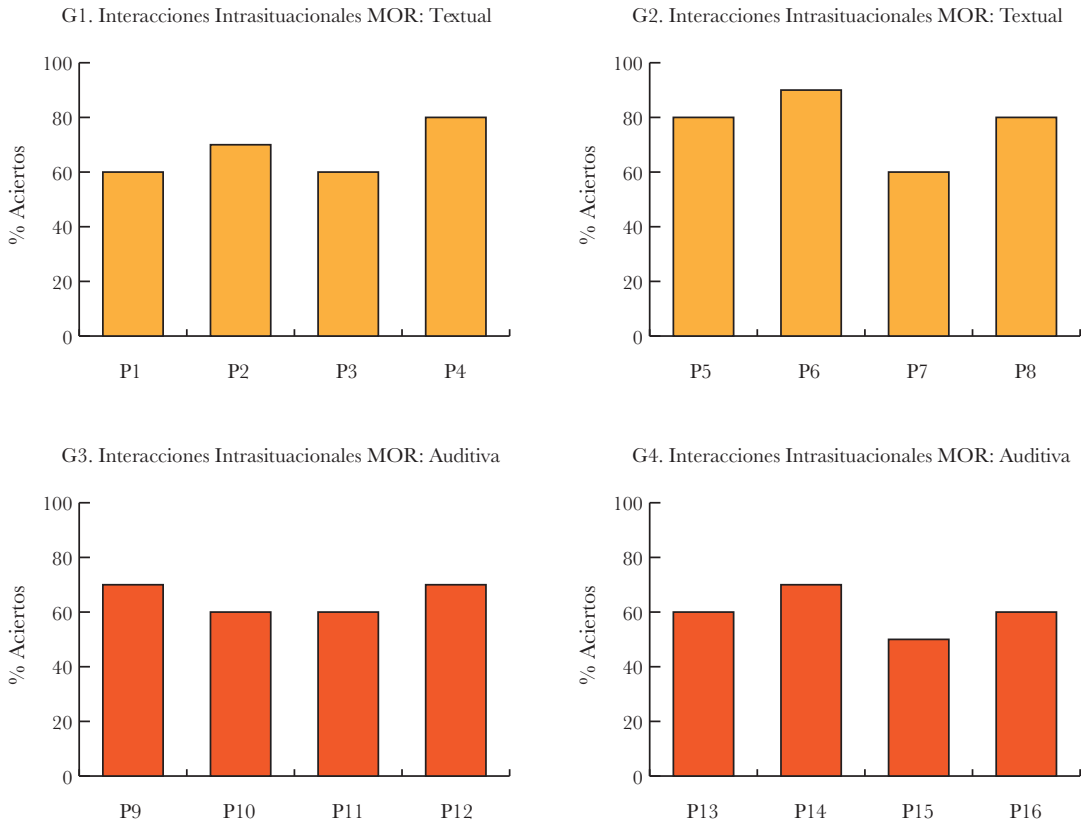 G1. Interacciones Intrasituacionales MOR: Textual
100
80
60
40
20
0
% Aciertos
P1 P2 P3 P4
G2. Interacciones Intrasituacionales MOR: Textual
100
80
60
40
20
0
% Aciertos
P5 P6 P7 P8
G3. Interacciones Intrasituacionales MOR: Auditiva
100
80
60
40
20
0
% Aciertos
P9 P10 P11 P12
G4. Interacciones Intrasituacionales MOR: Auditiva
100
80
60
40
20
0
% Aciertos
P13 P14 P15 P16